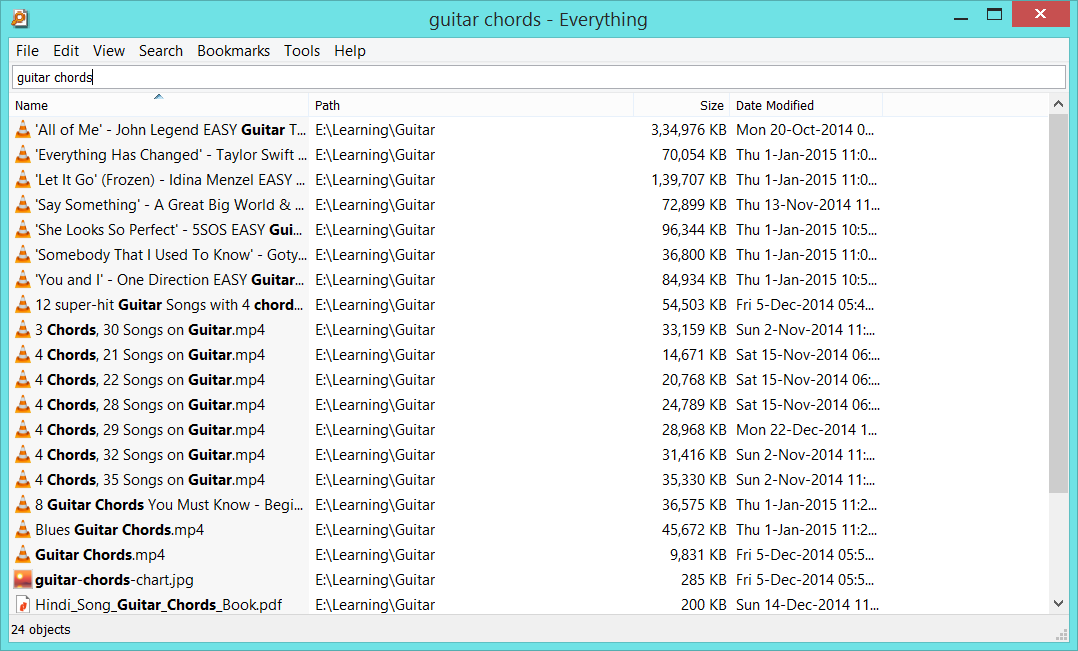 guitar chords - Everything
File Edit View Search Bookmarks Tools Help
guitar chords
Name Path Size Date Modified
'All of Me' - John Legend EASY Guitar T... E:\Learning\Guitar 3,34,976 KB Mon 20-Oct-2014 0...
'Everything Has Changed' - Taylor Swift ... E:\Learning\Guitar 70,054 KB Thu 1-Jan-2015 11:0...
'Let It Go' (Frozen) - Idina Menzel EASY ... E:\Learning\Guitar 1,39,707 KB Thu 1-Jan-2015 11:0...
'Say Something' - A Great Big World & ... E:\Learning\Guitar 72,899 KB Thu 13-Nov-2014 11...
'She Looks So Perfect' - 5SOS EASY Gui... E:\Learning\Guitar 96,344 KB Thu 1-Jan-2015 10:5...
'Somebody That I Used To Know' - Goty... E:\Learning\Guitar 36,800 KB Thu 1-Jan-2015 11:0...
'You and I' - One Direction EASY Guitar... E:\Learning\Guitar 84,934 KB Thu 1-Jan-2015 10:5...
12 super-hit Guitar Songs with 4 chord... E:\Learning\Guitar 54,503 KB Fri 5-Dec-2014 05:4...
3 Chords, 30 Songs on Guitar.mp4 E:\Learning\Guitar 33,159 KB Sun 2-Nov-2014 11:...
4 Chords, 21 Songs on Guitar.mp4 E:\Learning\Guitar 14,671 KB Sat 15-Nov-2014 06:...
4 Chords, 22 Songs on Guitar.mp4 E:\Learning\Guitar 20,768 KB Sat 15-Nov-2014 06:...
4 Chords, 28 Songs on Guitar.mp4 E:\Learning\Guitar 24,789 KB Sat 15-Nov-2014 06:...
4 Chords, 29 Songs on Guitar.mp4 E:\Learning\Guitar 28,968 KB Mon 22-Dec-2014 1...
4 Chords, 32 Songs on Guitar.mp4 E:\Learning\Guitar 31,416 KB Sun 2-Nov-2014 11:...
4 Chords, 35 Songs on Guitar.mp4 E:\Learning\Guitar 35,330 KB Sun 2-Nov-2014 11:...
8 Guitar Chords You Must Know - Begi... E:\Learning\Guitar 36,575 KB Thu 1-Jan-2015 11:2...
Blues Guitar Chords.mp4 E:\Learning\Guitar 45,672 KB Thu 1-Jan-2015 11:2...
Guitar Chords.mp4 E:\Learning\Guitar 9,831 KB Fri 5-Dec-2014 05:5...
guitar-chords-chart.jpg E:\Learning\Guitar 285 KB Fri 5-Dec-2014 05:5...
Hindi_Song_Guitar_Chords_Book.pdf E:\Learning\Guitar 200 KB Sun 14-Dec-2014 11...
24 objects